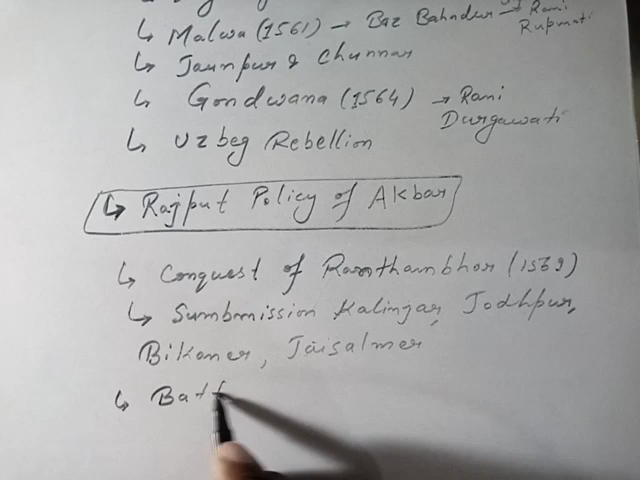 ↳ Malwa (1561) → Baz Bahadur → Rani
Rupmati
↳ Jaunpur & Chunnar
↳ Gondwana (1564) → Rani
Durgawati
↳ Uzbeg Rebellion
↳ Rajput Policy of Akbar
↳ Conquest of Ranthambhor (1569)
↳ Sumbmission Kalinjar, Jodhpur,
Bikaner, Jaisalmer
↳ Batt